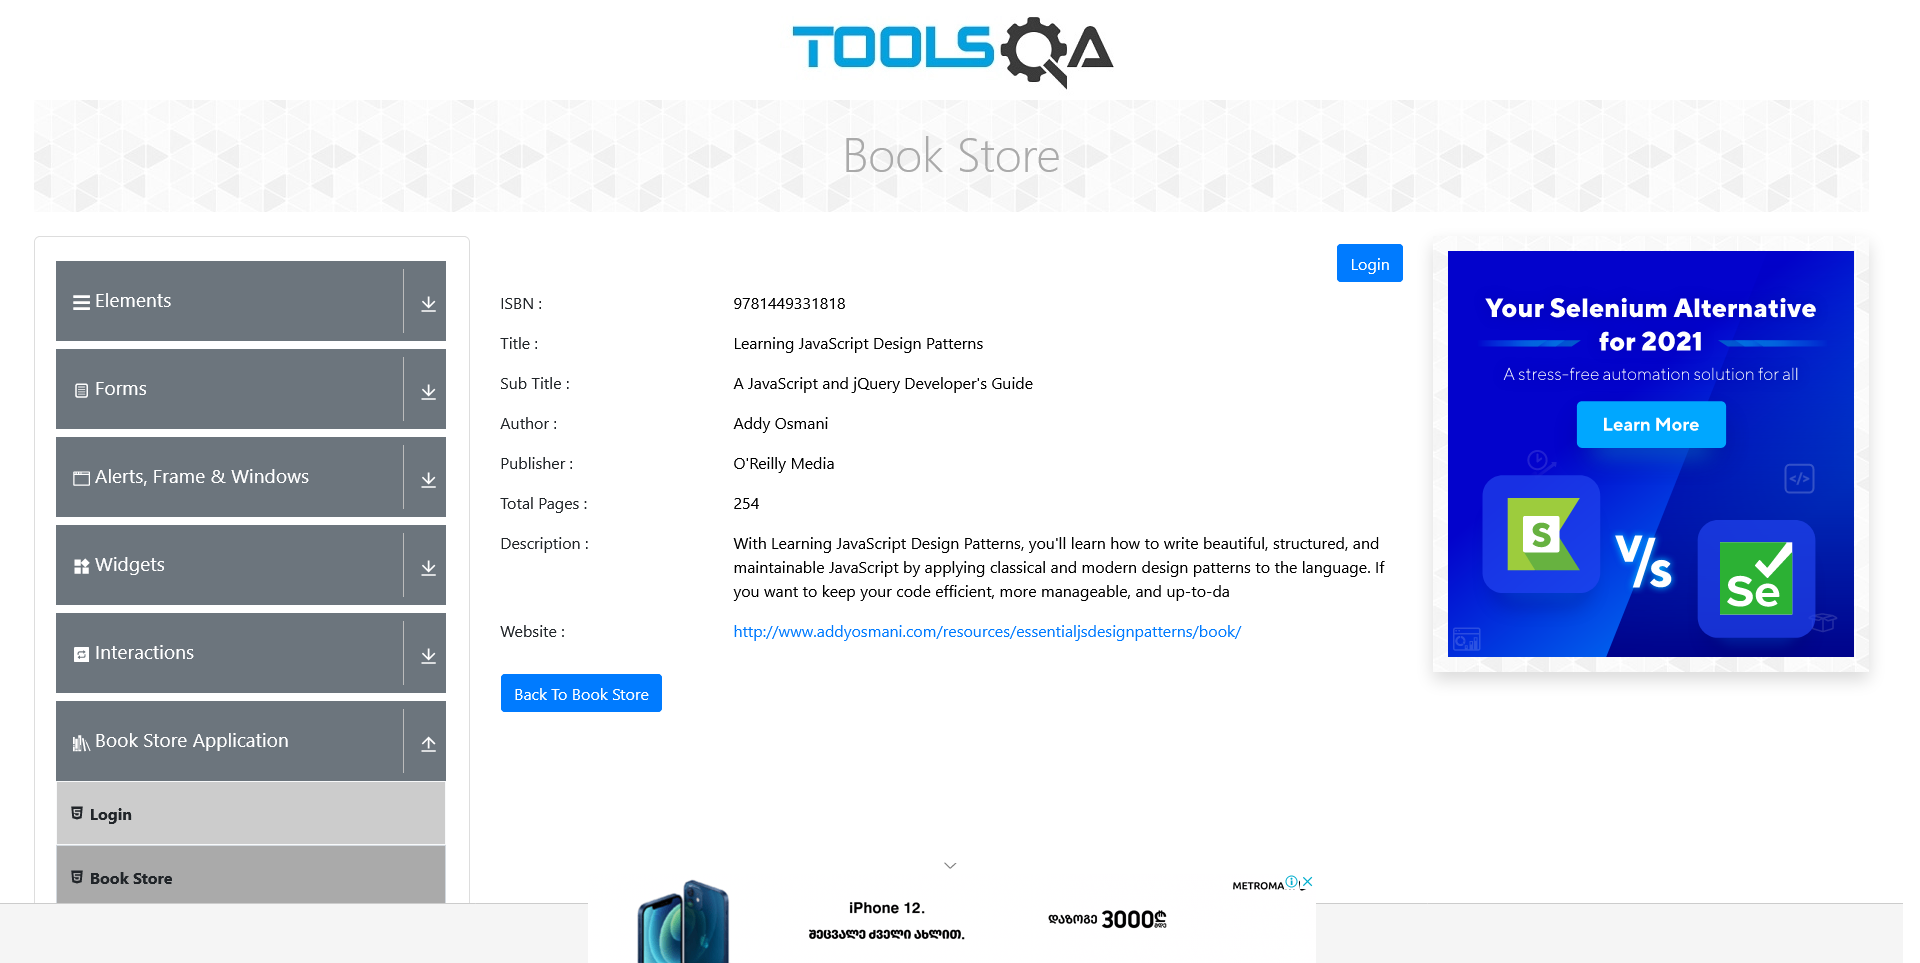 TOOLSQA
Book Store
Elements
Forms
Alerts, Frame & Windows
Widgets
Interactions
Book Store Application
Login
Book Store
Login
ISBN : 9781449331818
Title : Learning JavaScript Design Patterns
Sub Title : A JavaScript and jQuery Developer's Guide
Author : Addy Osmani
Publisher : O'Reilly Media
Total Pages : 254
Description : With Learning JavaScript Design Patterns, you'll learn how to write beautiful, structured, and
maintainable JavaScript by applying classical and modern design patterns to the language. If
you want to keep your code efficient, more manageable, and up-to-da
Website : http://www.addyosmani.com/resources/essentialjsdesignpatterns/book/
Back To Book Store
Your Selenium Alternative
for 2021
A stress-free automation solution for all
Learn More
S
V/s
Se
</>
iPhone 12.
შეცვალე ძველი ახლით.
დაზოგე 3000₾
METROMA